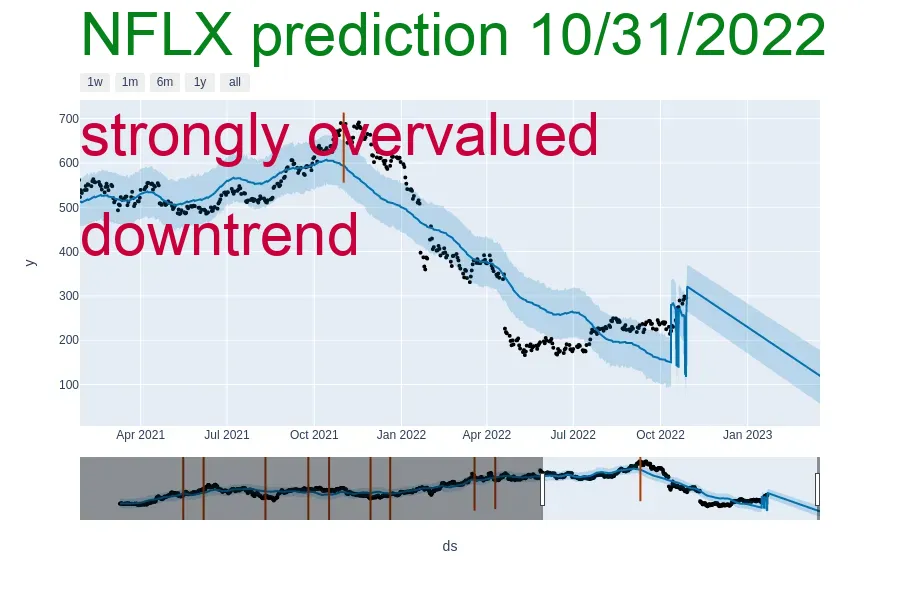 NFLX prediction 10/31/2022
1w 1m 6m 1y all
strongly overvalued
downtrend
700
600
500
400
300
200
100
y
Apr 2021 Jul 2021 Oct 2021 Jan 2022 Apr 2022 Jul 2022 Oct 2022 Jan 2023
ds